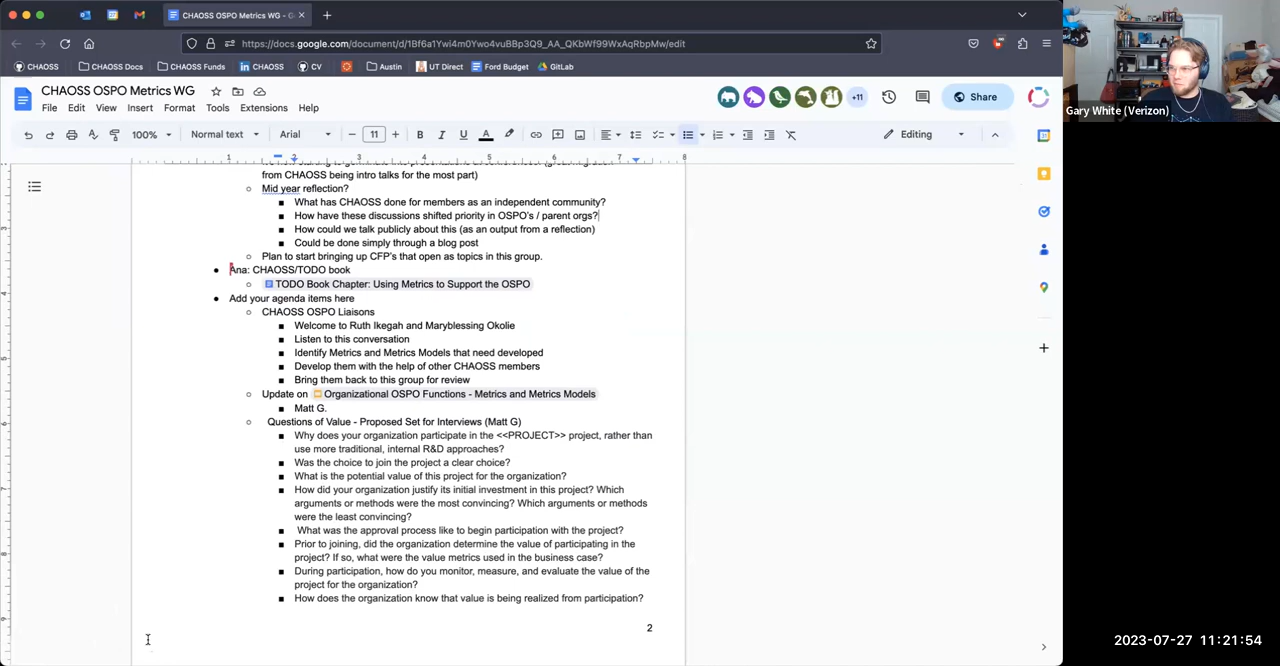 CHAOSS OSPO Metrics WG - G
https://docs.google.com/document/d/1Bf6a1Ywi4m0Ywo4vuBBp3Q9_AA_QKbWf99WxAqRbpMw/edit
CHAOSS
CHAOSS Docs
CHAOSS Funds
CHAOSS
CV
Austin
UT Direct
Ford Budget
GitLab
CHAOSS OSPO Metrics WG
File Edit View Insert Format Tools Extensions Help
+11
Share
100% Normal text Arial 11 Editing
1 2 3 4 5 6 7 8
from CHAOSS being intro talks for the most part)
Mid year reflection?
What has CHAOSS done for members as an independent community?
How have these discussions shifted priority in OSPO's / parent orgs?
How could we talk publicly about this (as an output from a reflection)
Could be done simply through a blog post
Plan to start bringing up CFP's that open as topics in this group.
Ana: CHAOSS/TODO book
TODO Book Chapter: Using Metrics to Support the OSPO
Add your agenda items here
CHAOSS OSPO Liaisons
Welcome to Ruth Ikegah and Maryblessing Okolie
Listen to this conversation
Identify Metrics and Metrics Models that need developed
Develop them with the help of other CHAOSS members
Bring them back to this group for review
Update on Organizational OSPO Functions - Metrics and Metrics Models
Matt G.
Questions of Value - Proposed Set for Interviews (Matt G)
Why does your organization participate in the <<PROJECT>> project, rather than
use more traditional, internal R&D approaches?
Was the choice to join the project a clear choice?
What is the potential value of this project for the organization?
How did your organization justify its initial investment in this project? Which
arguments or methods were the most convincing? Which arguments or methods
were the least convincing?
What was the approval process like to begin participation with the project?
Prior to joining, did the organization determine the value of participating in the
project? If so, what were the value metrics used in the business case?
During participation, how do you monitor, measure, and evaluate the value of the
project for the organization?
How does the organization know that value is being realized from participation?
2
Gary White (Verizon)
2023-07-27 11:21:54